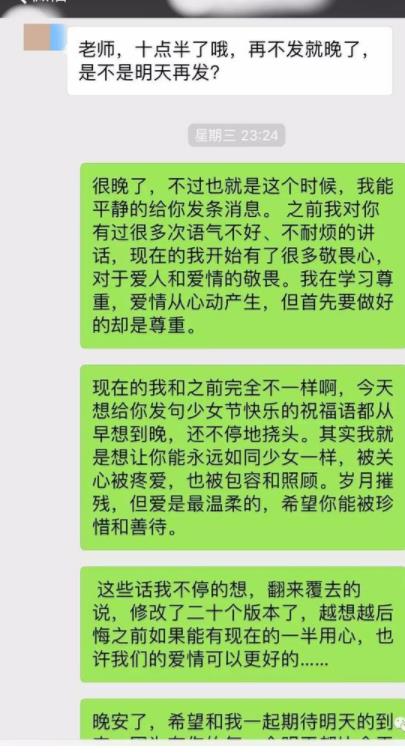 老师，十点半了哦，再不发就晚了，
是不是明天再发？
星期三 23:24
很晚了，不过也就是这个时候，我能
平静的给你发条消息。 之前我对你
有过很多次语气不好、不耐烦的讲
话，现在的我开始有了很多敬畏心，
对于爱人和爱情的敬畏。我在学习尊
重，爱情从心动产生，但首先要做好
的却是尊重。
现在的我和之前完全不一样啊，今天
想给你发句少女节快乐的祝福语都从
早想到晚，还不停地挠头。其实我就
是想让你能永远如同少女一样，被关
心被疼爱，也被包容和照顾。岁月摧
残，但爱是最温柔的，希望你能被珍
惜和善待。
这些话我不停的想，翻来覆去的
说，修改了二十个版本了，越想越后
悔之前如果能有现在的一半用心，也
许我们的爱情可以更好的……
晚安了，希望和我一起期待明天的到